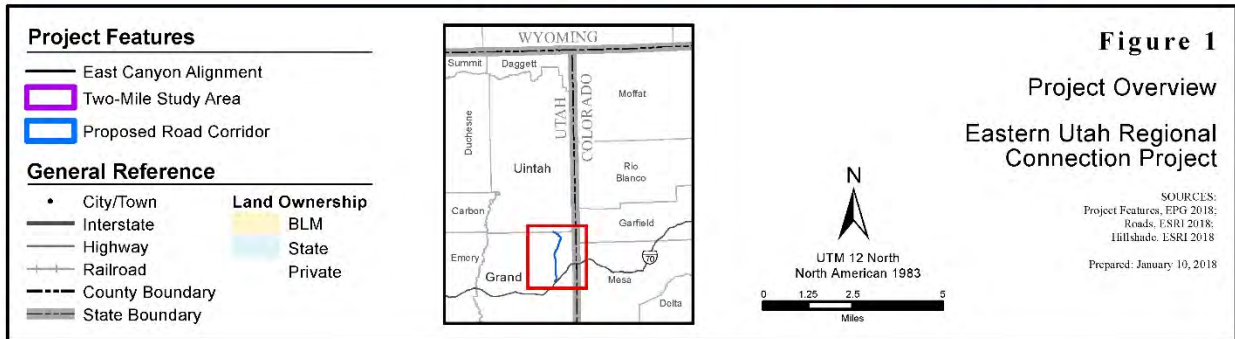 Project Features
East Canyon Alignment
Two-Mile Study Area
Proposed Road Corridor
General Reference
City/Town
Interstate
Highway
Railroad
County Boundary
State Boundary
Land Ownership
BLM
State
Private
WYOMING
Summit
Daggett
Moffat
UTAH
COLORADO
Duchesne
Uintah
Rio
Blanco
Carbon
Garfield
Emery
Grand
70
Mesa
Delta
N
UTM 12 North
North American 1983
0 1.25 2.5 5
Miles
Figure 1
Project Overview
Eastern Utah Regional
Connection Project
SOURCES:
Project Features, EPG 2018;
Roads, ESRI 2018;
Hillshade, ESRI 2018
Prepared: January 10, 2018